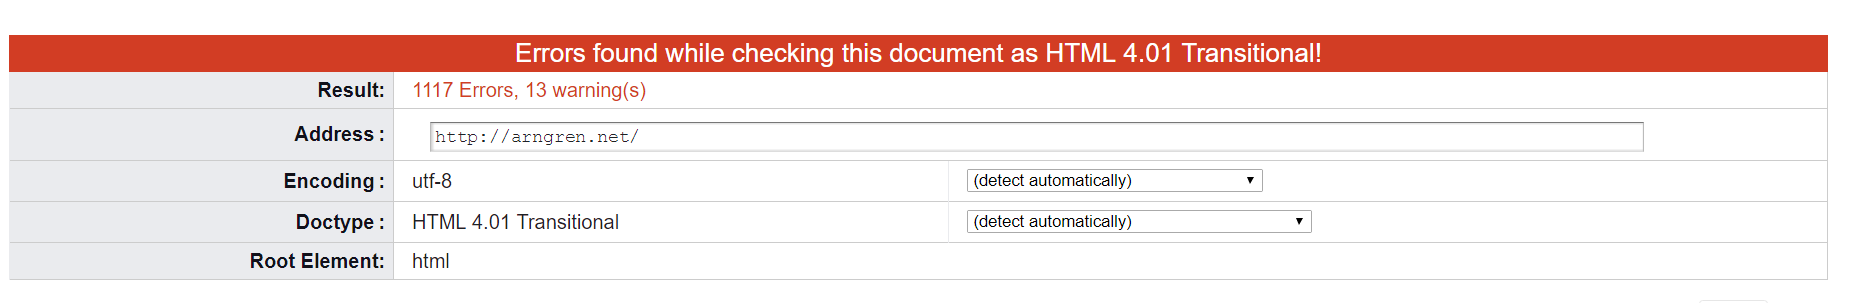 Errors found while checking this document as HTML 4.01 Transitional!
Result: 1117 Errors, 13 warning(s)
Address : http://arngren.net/
Encoding : utf-8 (detect automatically)
Doctype : HTML 4.01 Transitional (detect automatically)
Root Element: html